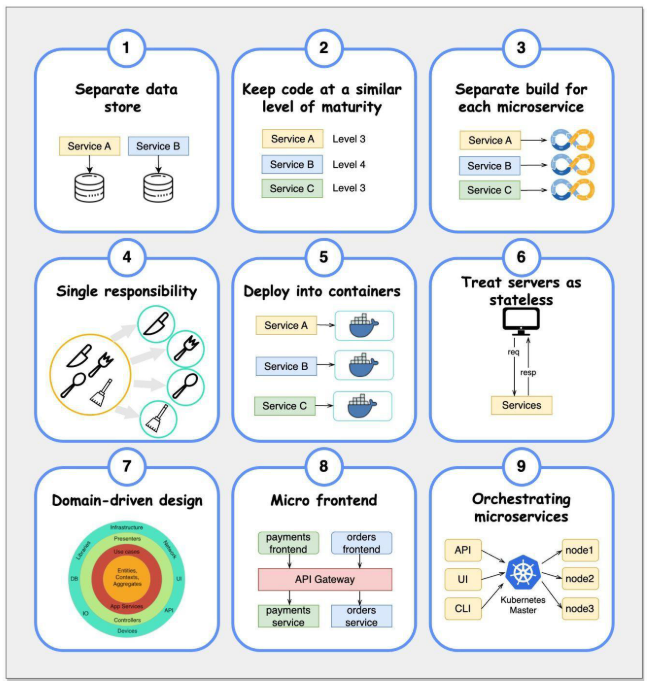 1
Separate data
store
Service A
Service B
2
Keep code at a similar
level of maturity
Service A Level 3
Service B Level 4
Service C Level 3
3
Separate build for
each microservice
Service A
Service B
Service C
4
Single responsibility
5
Deploy into containers
Service A
Service B
Service C
6
Treat servers as
stateless
req
resp
Services
7
Domain-driven design
Infrastructure
Libraries
Presenters
Network
Use cases
DB
Entities,
Contexts,
Aggregates
UI
App Services
IO
API
Controllers
Devices
8
Micro frontend
payments
frontend
orders
frontend
API Gateway
payments
service
orders
service
9
Orchestrating
microservices
API
node1
UI
node2
CLI
Kubernetes
Master
node3